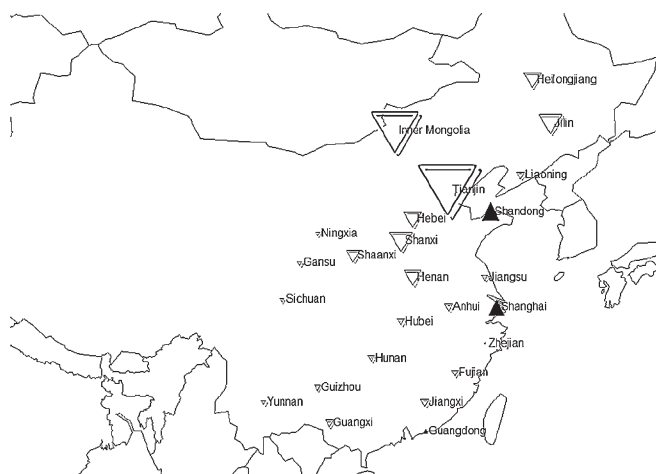 Heilongjiang
Jilin
Inner Mongolia
Liaoning
Tianjin
Shandong
Hebei
Ningxia
Shanxi
Shaanxi
Gansu
Henan
Jiangsu
Sichuan
Anhui
Shanghai
Hubei
Zhejian
Hunan
Fujian
Guizhou
Yunnan
Jiangxi
Guangxi
Guangdong